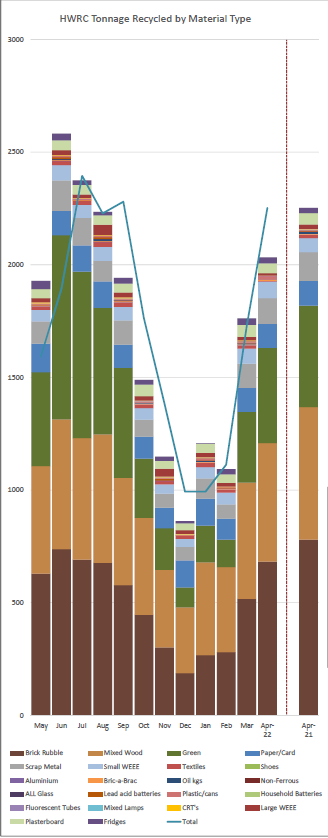 HWRC Tonnage Recycled by Material Type
3000
2500
2000
1500
1000
500
0
May Jun Jul Aug Sep Oct Nov Dec Jan Feb Mar Apr-22 Apr-21
Brick Rubble Mixed Wood Green Paper/Card
Scrap Metal Small WEEE Textiles Shoes
Aluminium Bric-a-Brac Oil kgs Non-Ferrous
ALL Glass Lead acid batteries Plastic/cans Household Batteries
Fluorescent Tubes Mixed Lamps CRT's Large WEEE
Plasterboard Fridges Total